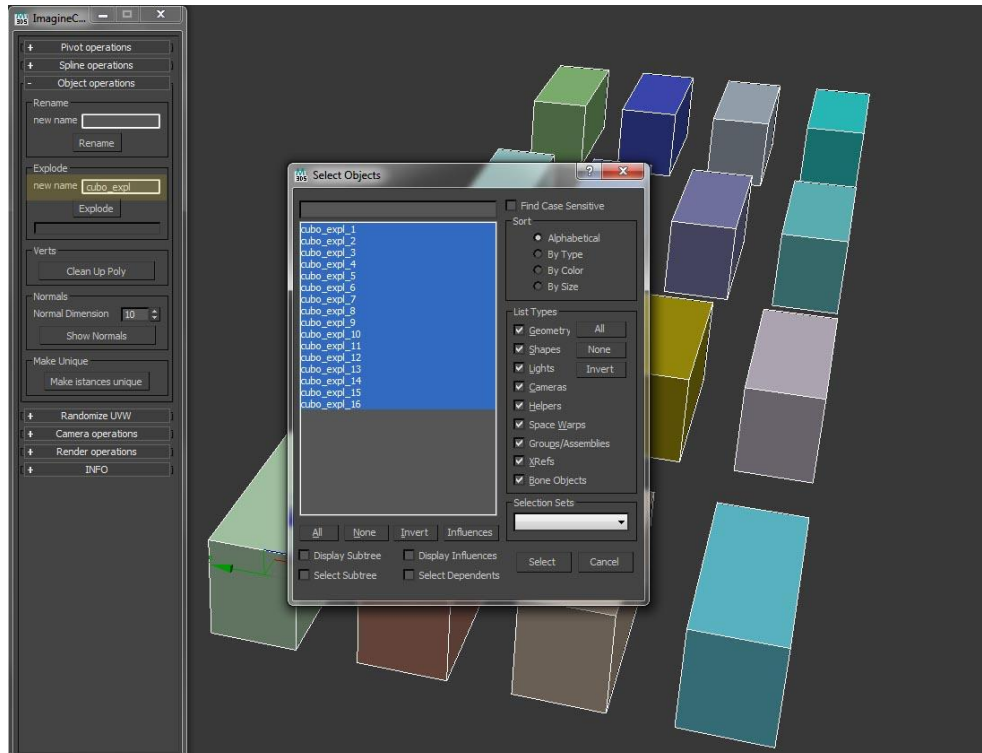 ImagineC...
+ Pivot operations
+ Spline operations
- Object operations
Rename
new name
Rename
Explode
new name cubo_expl
Explode
Verts
Clean Up Poly
Normals
Normal Dimension 10
Show Normals
Make Unique
Make istances unique
+ Randomize UVW
+ Camera operations
+ Render operations
+ INFO
Select Objects
cubo_expl_1
cubo_expl_2
cubo_expl_3
cubo_expl_4
cubo_expl_5
cubo_expl_6
cubo_expl_7
cubo_expl_8
cubo_expl_9
cubo_expl_10
cubo_expl_11
cubo_expl_12
cubo_expl_13
cubo_expl_14
cubo_expl_15
cubo_expl_16
All None Invert Influences
Display Subtree Display Influences
Select Subtree Select Dependents
Find Case Sensitive
Sort
Alphabetical
By Type
By Color
By Size
List Types
Geometry All
Shapes None
Lights Invert
Cameras
Helpers
Space Warps
Groups/Assemblies
XRefs
Bone Objects
Selection Sets
Select Cancel